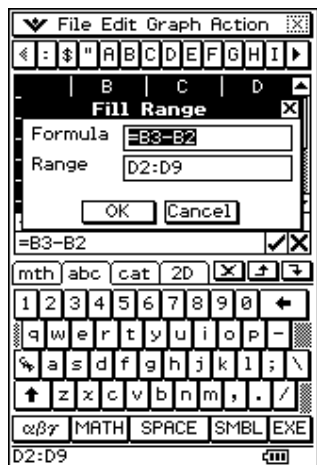 File Edit Graph Action
: $ " A B C D E F G H I
B C D
Fill Range
Formula =B3-B2
Range D2:D9
OK Cancel
=B3-B2
mth abc cat 2D
1 2 3 4 5 6 7 8 9 0
q w e r t y u i o p -
a s d f g h j k l ; \
z x c v b n m , . /
αβγ MATH SPACE SMBL EXE
D2:D9